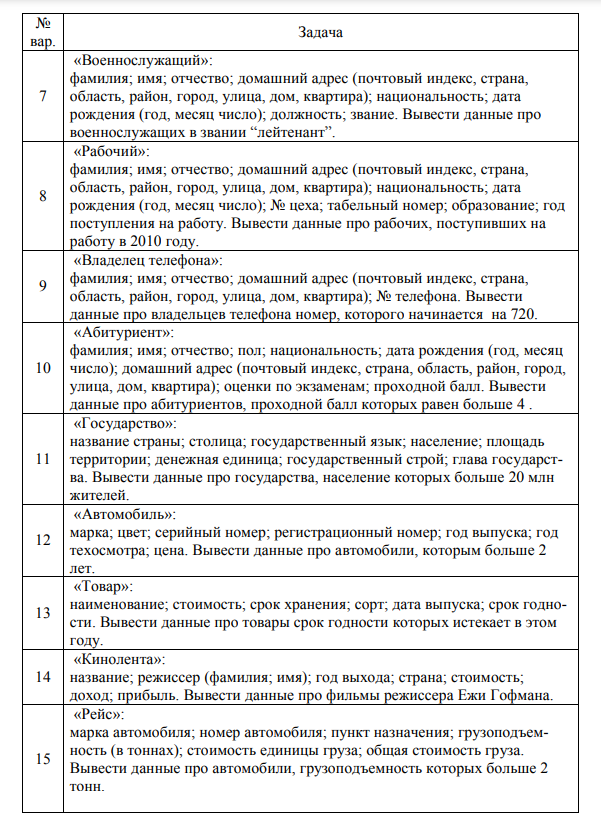 №
вар.
Задача
7
«Военнослужащий»:
фамилия; имя; отчество; домашний адрес (почтовый индекс, страна,
область, район, город, улица, дом, квартира); национальность; дата
рождения (год, месяц число); должность; звание. Вывести данные про
военнослужащих в звании “лейтенант”.
8
«Рабочий»:
фамилия; имя; отчество; домашний адрес (почтовый индекс, страна,
область, район, город, улица, дом, квартира); национальность; дата
рождения (год, месяц число); № цеха; табельный номер; образование; год
поступления на работу. Вывести данные про рабочих, поступивших на
работу в 2010 году.
9
«Владелец телефона»:
фамилия; имя; отчество; домашний адрес (почтовый индекс, страна,
область, район, город, улица, дом, квартира); № телефона. Вывести
данные про владельцев телефона номер, которого начинается на 720.
10
«Абитуриент»:
фамилия; имя; отчество; пол; национальность; дата рождения (год, месяц
число); домашний адрес (почтовый индекс, страна, область, район, город,
улица, дом, квартира); оценки по экзаменам; проходной балл. Вывести
данные про абитуриентов, проходной балл которых равен больше 4 .
11
«Государство»:
название страны; столица; государственный язык; население; площадь
территории; денежная единица; государственный строй; глава государст-
ва. Вывести данные про государства, население которых больше 20 млн
жителей.
12
«Автомобиль»:
марка; цвет; серийный номер; регистрационный номер; год выпуска; год
техосмотра; цена. Вывести данные про автомобили, которым больше 2
лет.
13
«Товар»:
наименование; стоимость; срок хранения; сорт; дата выпуска; срок годно-
сти. Вывести данные про товары срок годности которых истекает в этом
году.
14
«Кинолента»:
название; режиссер (фамилия; имя); год выхода; страна; стоимость;
доход; прибыль. Вывести данные про фильмы режиссера Ежи Гофмана.
15
«Рейс»:
марка автомобиля; номер автомобиля; пункт назначения; грузоподъем-
ность (в тоннах); стоимость единицы груза; общая стоимость груза.
Вывести данные про автомобили, грузоподъемность которых больше 2
тонн.